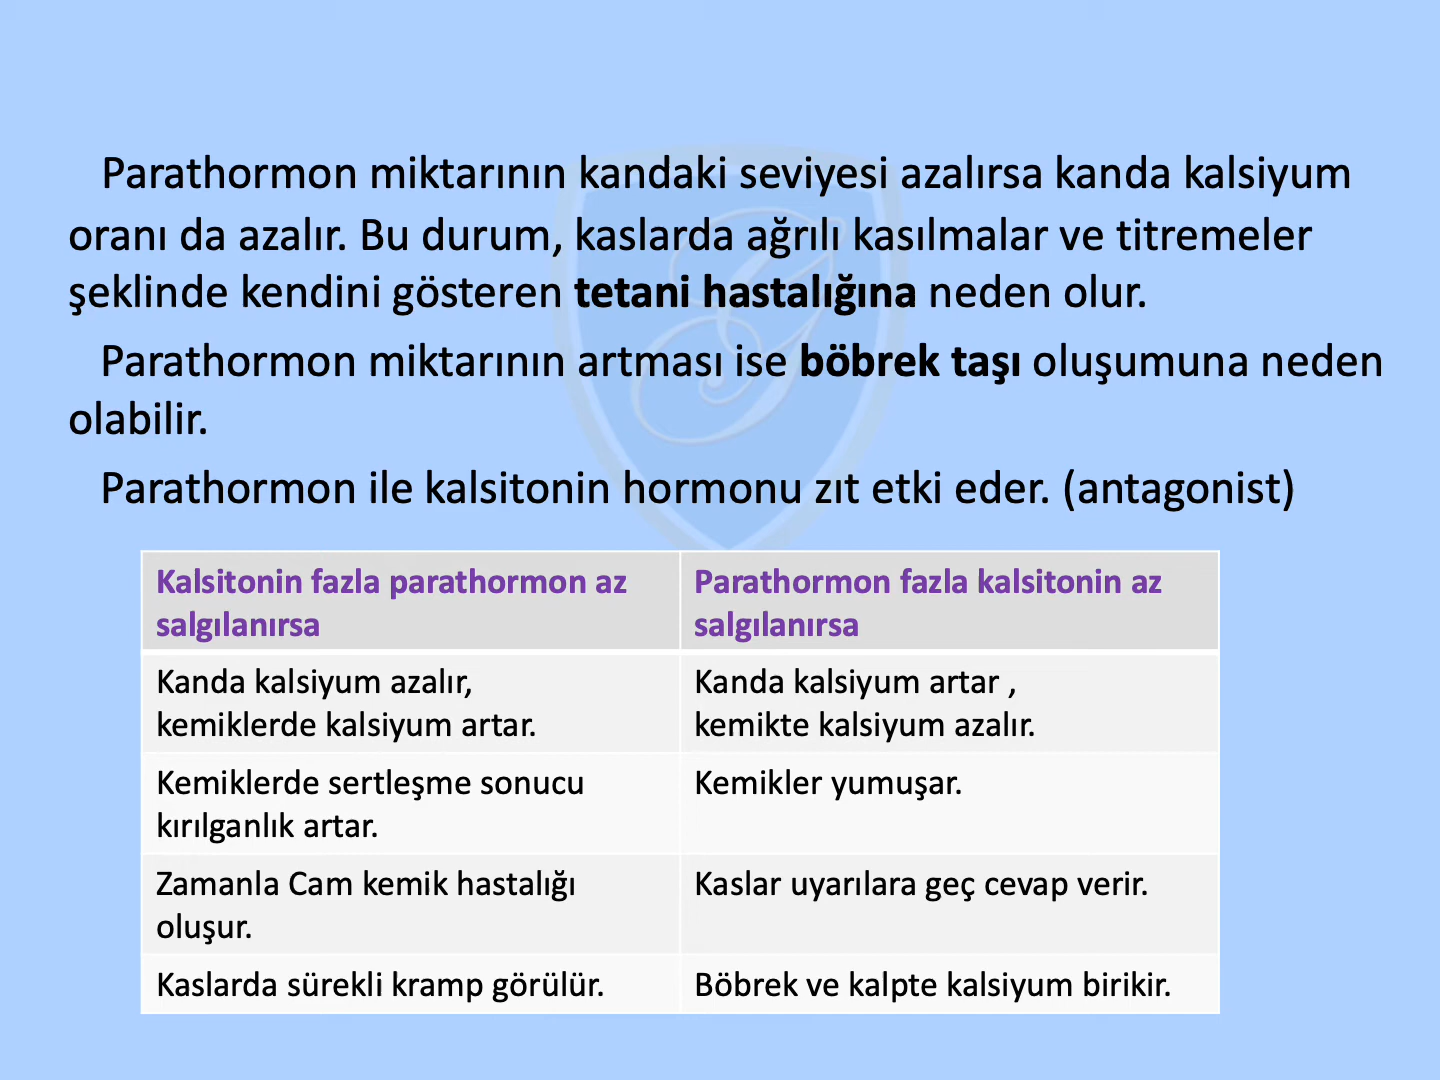 Parathormon miktarının kandaki seviyesi azalırsa kanda kalsiyum
oranı da azalır. Bu durum, kaslarda ağrılı kasılmalar ve titremeler
şeklinde kendini gösteren tetani hastalığına neden olur.
Parathormon miktarının artması ise böbrek taşı oluşumuna neden
olabilir.
Parathormon ile kalsitonin hormonu zıt etki eder. (antagonist)
Kalsitonin fazla parathormon az
salgılanırsa
Parathormon fazla kalsitonin az
salgılanırsa
Kanda kalsiyum azalır,
kemiklerde kalsiyum artar.
Kanda kalsiyum artar ,
kemikte kalsiyum azalır.
Kemiklerde sertleşme sonucu
kırılganlık artar.
Kemikler yumuşar.
Zamanla Cam kemik hastalığı
oluşur.
Kaslar uyarılara geç cevap verir.
Kaslarda sürekli kramp görülür.
Böbrek ve kalpte kalsiyum birikir.